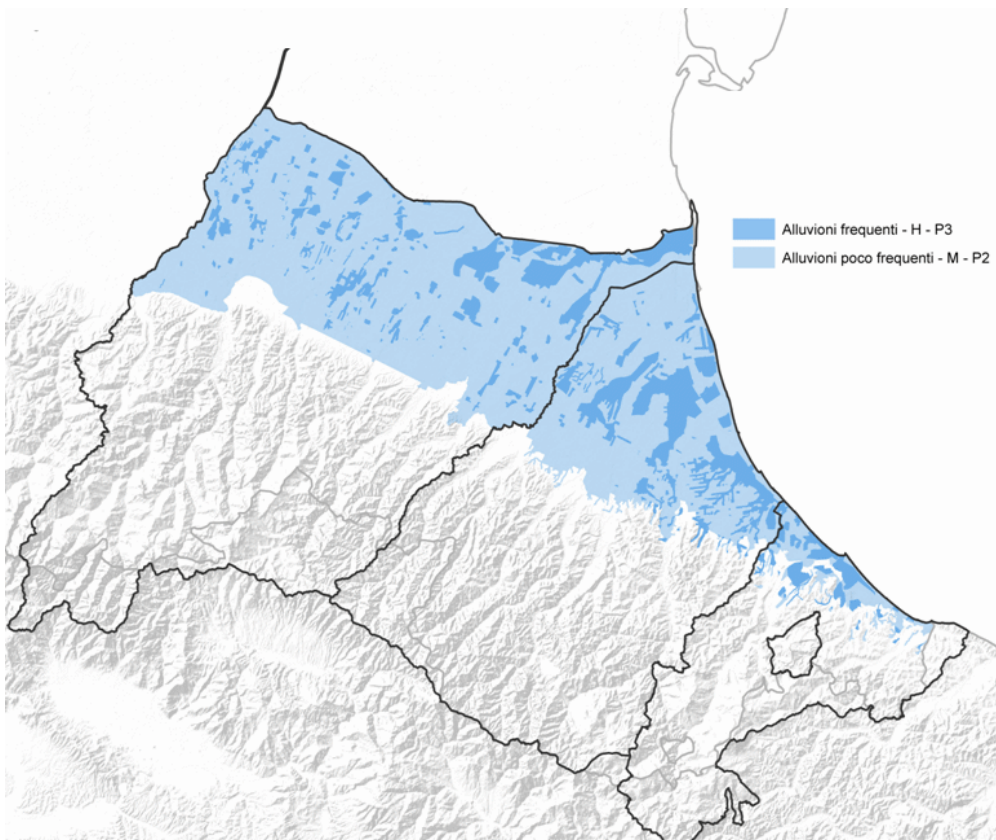 Alluvioni frequenti - H - P3
Alluvioni poco frequenti - M - P2